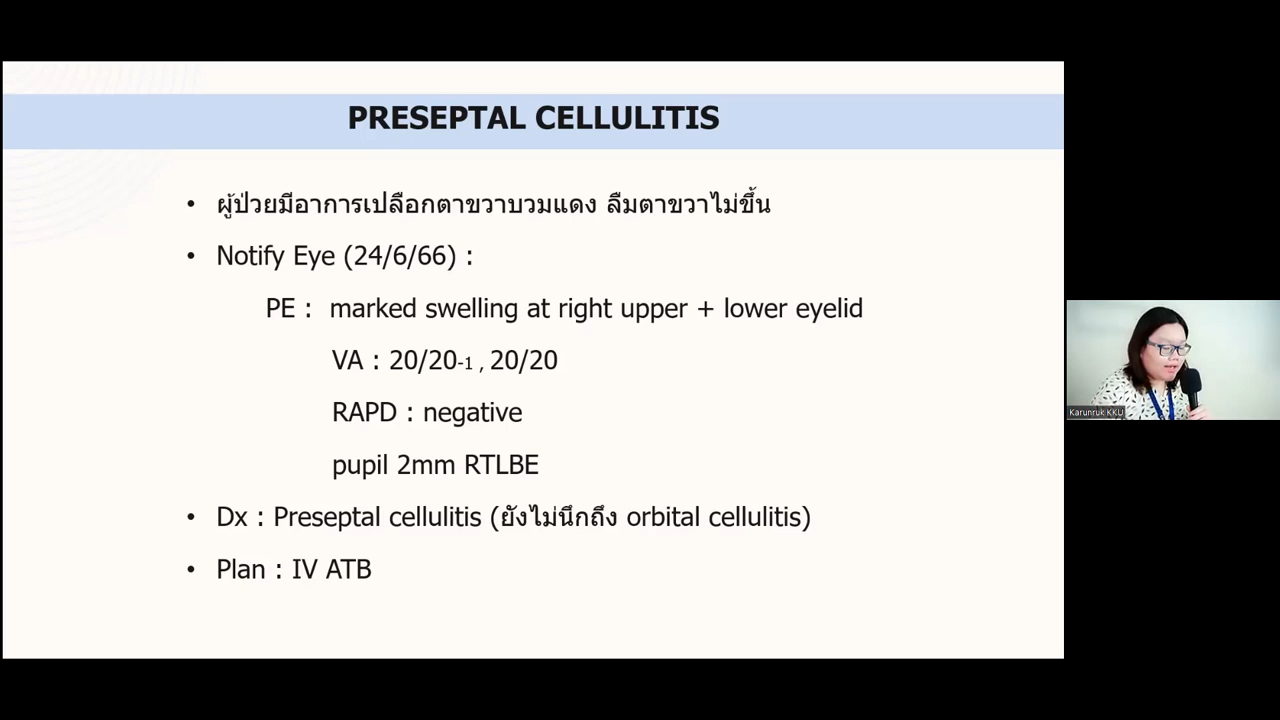 PRESEPTAL CELLULITIS
• ผู้ป่วยมีอาการเปลือกตาขวาบวมแดง ลืมตาขวาไม่ขึ้น
• Notify Eye (24/6/66) :
PE : marked swelling at right upper + lower eyelid
VA : 20/20-1 , 20/20
RAPD : negative
pupil 2mm RTLBE
• Dx : Preseptal cellulitis (ยังไม่นึกถึง orbital cellulitis)
• Plan : IV ATB
Karunruk KKU